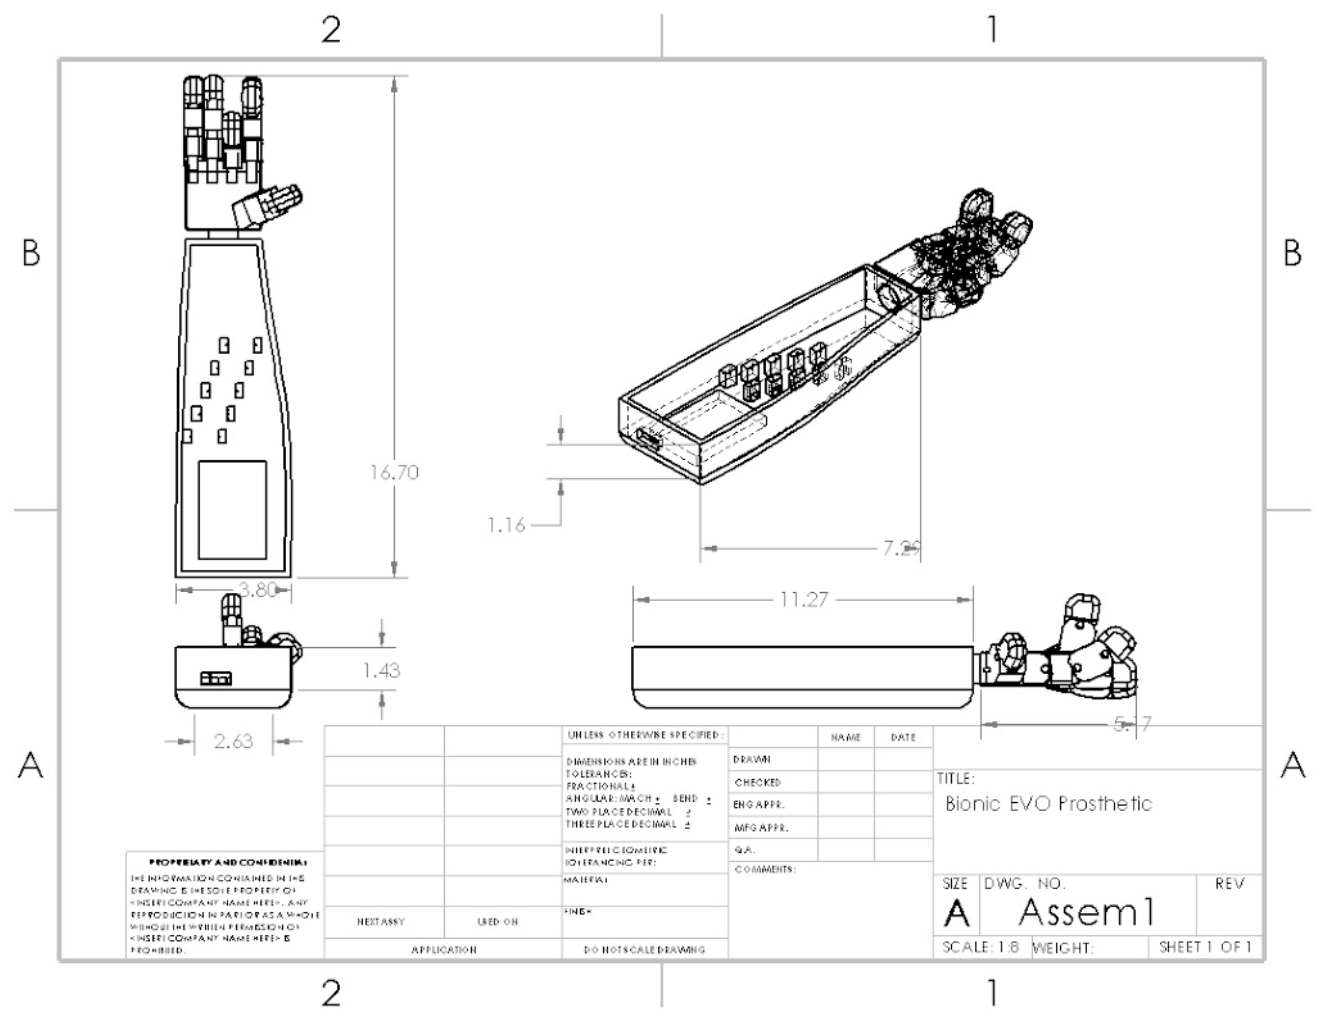 2
1
B
B
16.70
1.16
7.29
3.80
11.27
1.43
2.63
5.17
A
A
UNLESS OTHERWISE SPECIFIED:
DIMENSIONS ARE IN INCHES
TOLERANCES:
FRACTIONAL ±
ANGULAR: MACH ± BEND ±
TWO PLACE DECIMAL ±
THREE PLACE DECIMAL ±
INTERPRET GEOMETRIC
TOLERANCING PER:
MATERIAL
FINISH
DO NOT SCALE DRAWING
NAME
DATE
DRAWN
CHECKED
ENG APPR.
MFG APPR.
Q.A.
COMMENTS:
TITLE:
Bionic EVO Prosthetic
SIZE
DWG. NO.
REV
A
Assem1
SCALE: 1:8
WEIGHT:
SHEET 1 OF 1
PROPRIETARY AND CONFIDENTIAL
THE INFORMATION CONTAINED IN THIS
DRAWING IS THE SOLE PROPERTY OF
<INSERT COMPANY NAME HERE>. ANY
REPRODUCTION IN PART OR AS A WHOLE
WITHOUT THE WRITTEN PERMISSION OF
<INSERT COMPANY NAME HERE> IS
PROHIBITED.
NEXT ASSY
USED ON
APPLICATION
2
1